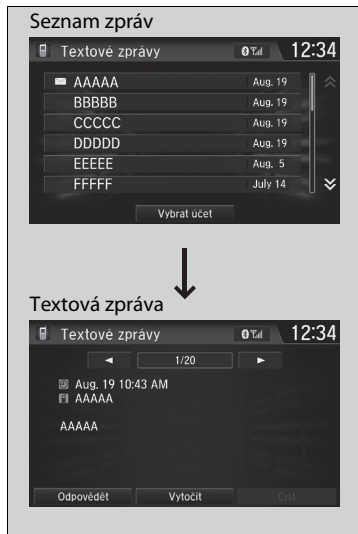 Seznam zpráv
Textové zprávy 12:34
AAAAA Aug. 19
BBBBB Aug. 19
CCCCC Aug. 19
DDDDD Aug. 19
EEEEE Aug. 5
FFFFF July 14
Vybrat účet
Textová zpráva
Textové zprávy 12:34
1/20
Aug. 19 10:43 AM
AAAAA
AAAAA
Odpovědět Vytočit Číst